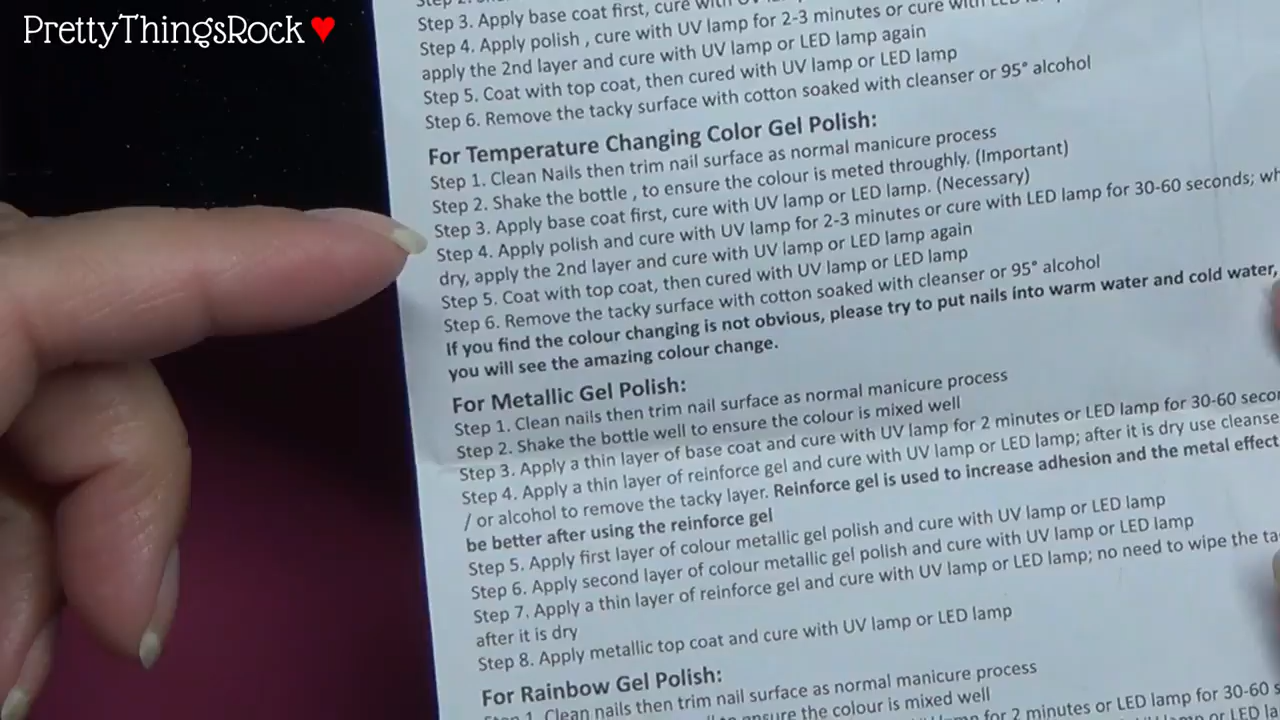 PrettyThingsRock
Step 3. Apply base coat first, cure with UV lamp
Step 4. Apply polish , cure with UV lamp for 2-3 minutes or cure with LED lamp
apply the 2nd layer and cure with UV lamp or LED lamp again
Step 5. Coat with top coat, then cured with UV lamp or LED lamp
Step 6. Remove the tacky surface with cotton soaked with cleanser or 95° alcohol
For Temperature Changing Color Gel Polish:
Step 1. Clean Nails then trim nail surface as normal manicure process
Step 2. Shake the bottle , to ensure the colour is meted throughly. (Important)
Step 3. Apply base coat first, cure with UV lamp or LED lamp. (Necessary)
Step 4. Apply polish and cure with UV lamp for 2-3 minutes or cure with LED lamp for 30-60 seconds; wh
dry, apply the 2nd layer and cure with UV lamp or LED lamp again
Step 5. Coat with top coat, then cured with UV lamp or LED lamp
Step 6. Remove the tacky surface with cotton soaked with cleanser or 95° alcohol
If you find the colour changing is not obvious, please try to put nails into warm water and cold water,
you will see the amazing colour change.
For Metallic Gel Polish:
Step 1. Clean nails then trim nail surface as normal manicure process
Step 2. Shake the bottle well to ensure the colour is mixed well
Step 3. Apply a thin layer of base coat and cure with UV lamp for 2 minutes or LED lamp for 30-60 secon
Step 4. Apply a thin layer of reinforce gel and cure with UV lamp or LED lamp; after it is dry use cleanse
/ or alcohol to remove the tacky layer. Reinforce gel is used to increase adhesion and the metal effect
be better after using the reinforce gel
Step 5. Apply first layer of colour metallic gel polish and cure with UV lamp or LED lamp
Step 6. Apply second layer of colour metallic gel polish and cure with UV lamp or LED lamp
Step 7. Apply a thin layer of reinforce gel and cure with UV lamp or LED lamp; no need to wipe the ta
after it is dry
Step 8. Apply metallic top coat and cure with UV lamp or LED lamp
For Rainbow Gel Polish:
Step 1. Clean nails then trim nail surface as normal manicure process
ensure the colour is mixed well
for 2 minutes or LED lamp for 30-60 s